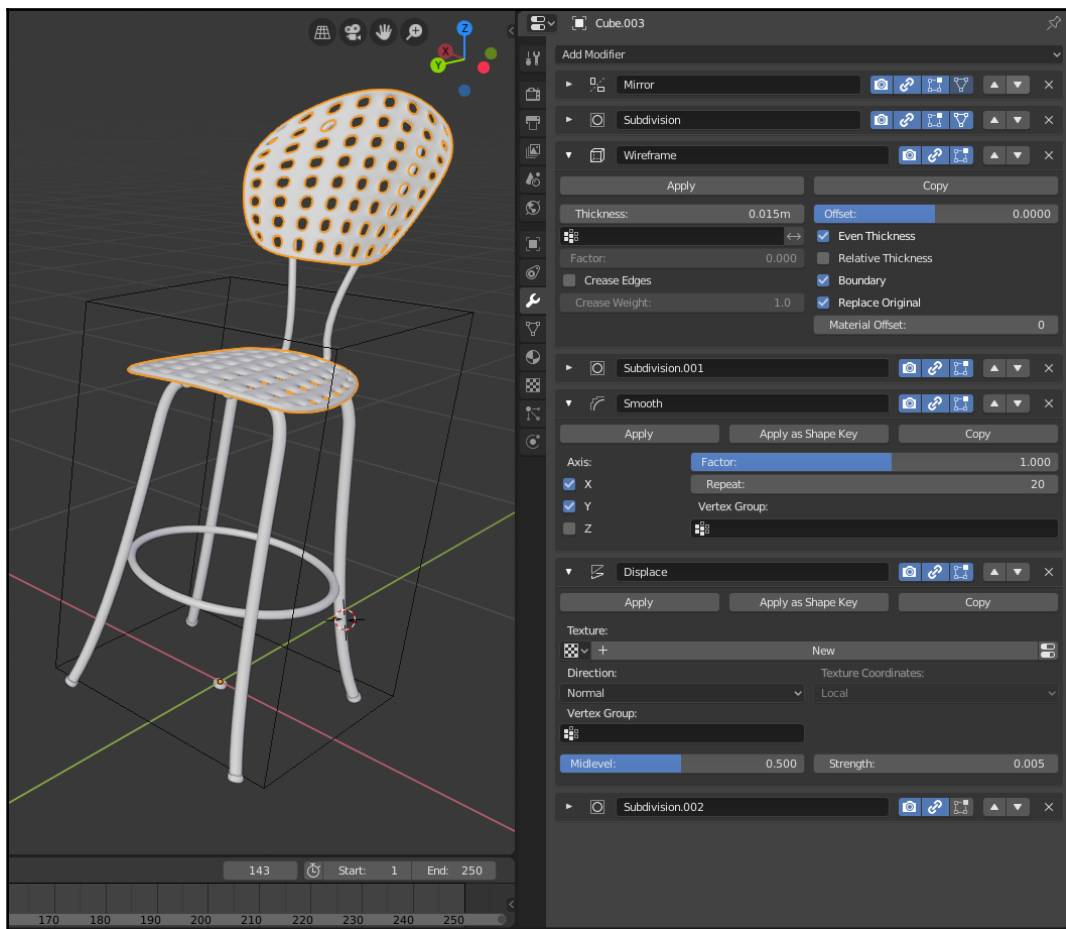 Cube.003
Add Modifier
Mirror
Subdivision
Wireframe
Apply Copy
Thickness: 0.015m Offset: 0.0000
Even Thickness
Factor: 0.000 Relative Thickness
Crease Edges Boundary
Crease Weight: 1.0 Replace Original
Material Offset: 0
Subdivision.001
Smooth
Apply Apply as Shape Key Copy
Axis: Factor: 1.000
X Repeat: 20
Y Vertex Group:
Z
Displace
Apply Apply as Shape Key Copy
Texture:
New
Direction: Texture Coordinates:
Normal Local
Vertex Group:
Midlevel: 0.500 Strength: 0.005
Subdivision.002
Z
X
Y
143 Start: 1 End: 250
170 180 190 200 210 220 230 240 250